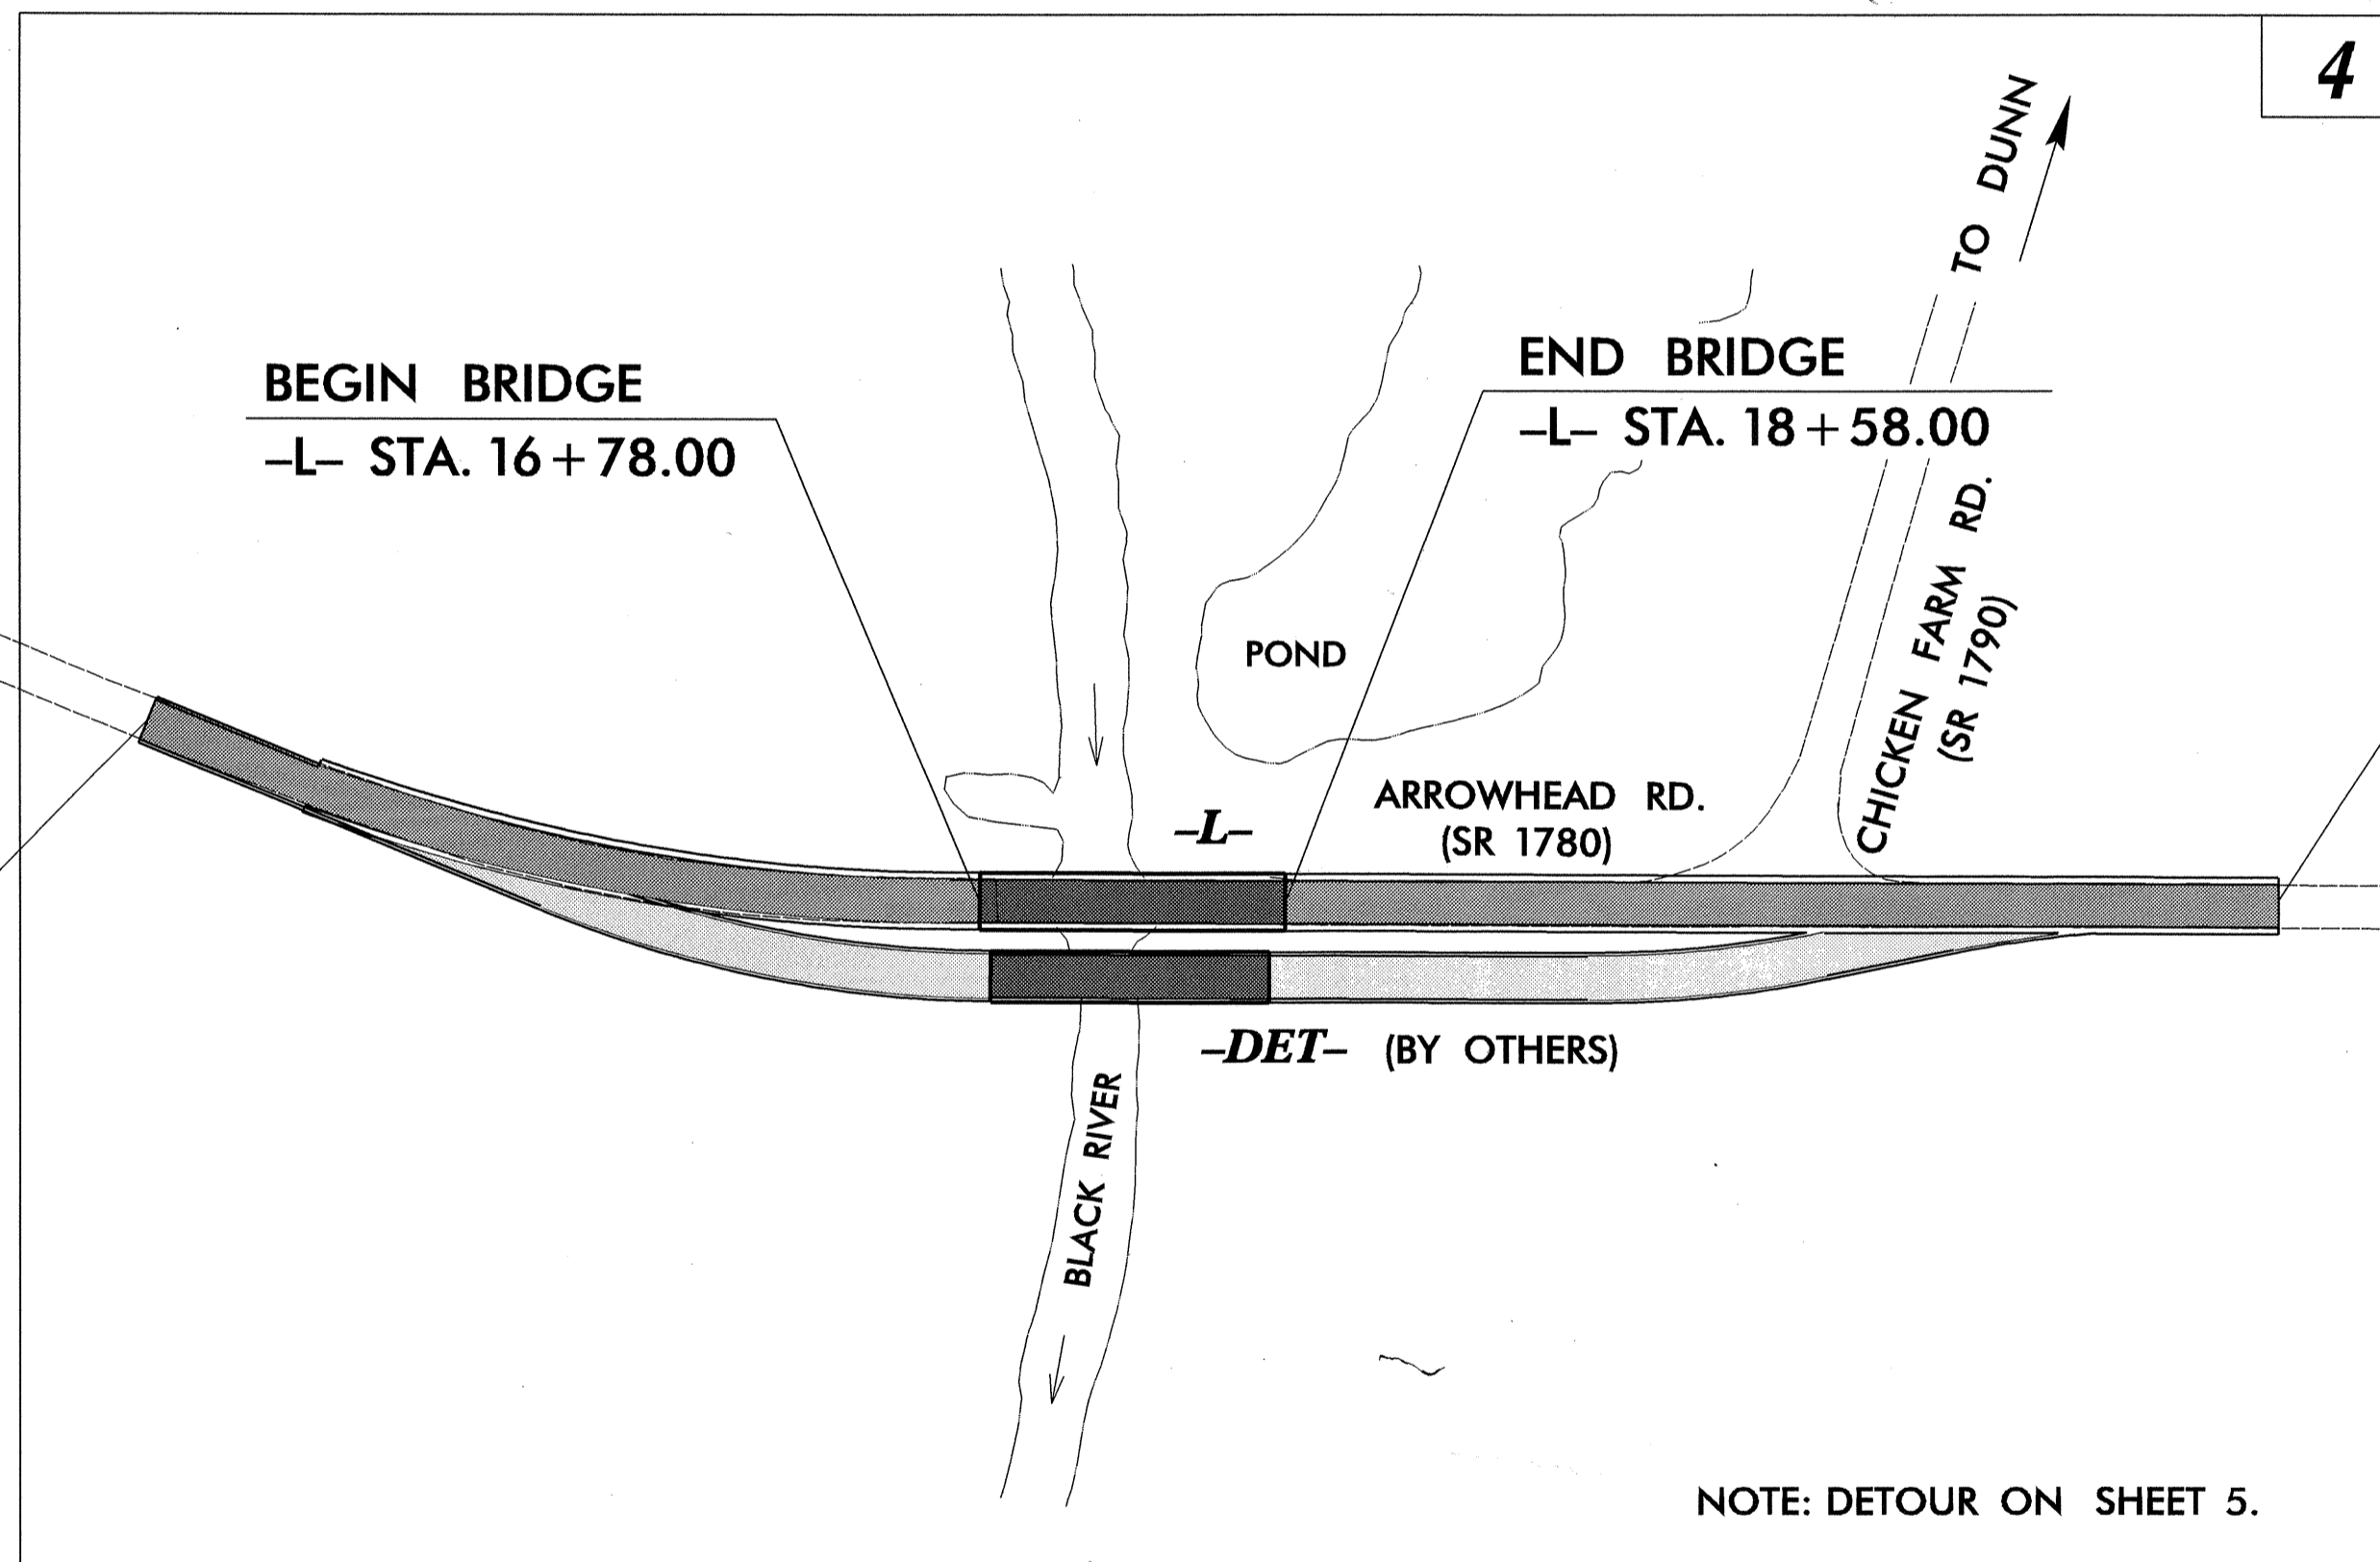 4
TO DUNN
BEGIN BRIDGE
–L– STA. 16+78.00
END BRIDGE
–L– STA. 18+58.00
CHICKEN FARM RD.
(SR 1790)
POND
ARROWHEAD RD.
(SR 1780)
–L–
–DET– (BY OTHERS)
BLACK RIVER
NOTE: DETOUR ON SHEET 5.